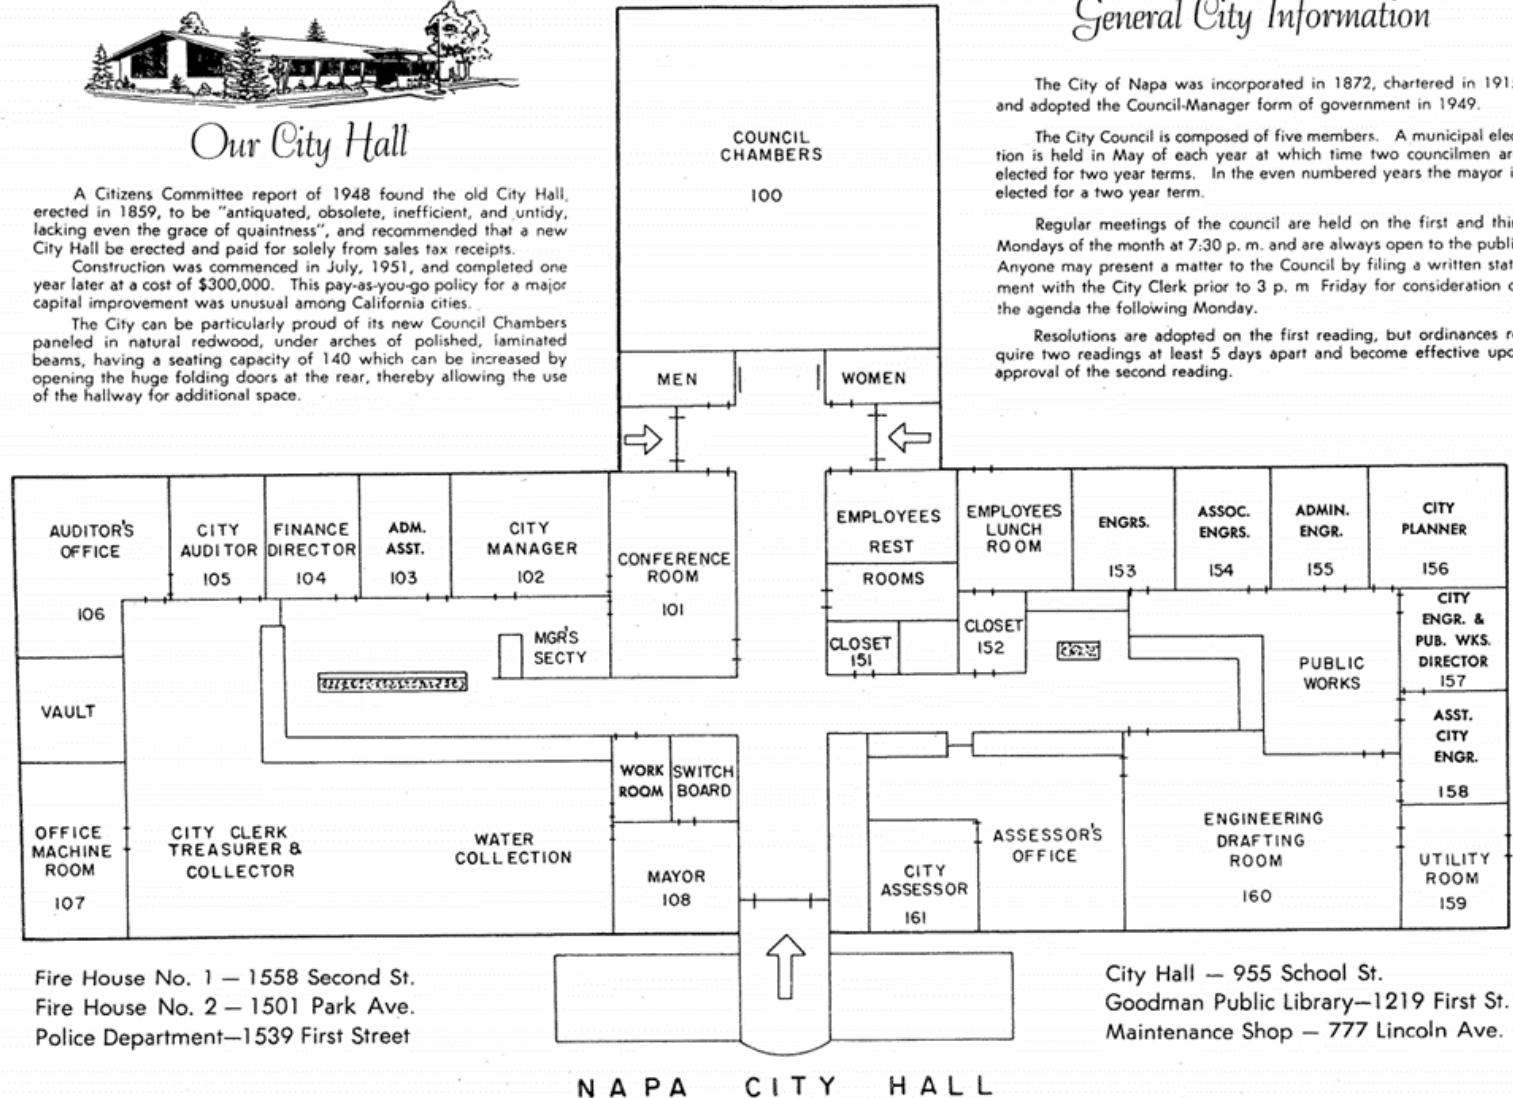 Our City Hall
A Citizens Committee report of 1948 found the old City Hall,
erected in 1859, to be "antiquated, obsolete, inefficient, and untidy,
lacking even the grace of quaintness", and recommended that a new
City Hall be erected and paid for solely from sales tax receipts.
Construction was commenced in July, 1951, and completed one
year later at a cost of $300,000. This pay-as-you-go policy for a major
capital improvement was unusual among California cities.
The City can be particularly proud of its new Council Chambers
paneled in natural redwood, under arches of polished, laminated
beams, having a seating capacity of 140 which can be increased by
opening the huge folding doors at the rear, thereby allowing the use
of the hallway for additional space.
COUNCIL
CHAMBERS
100
General City Information
The City of Napa was incorporated in 1872, chartered in 191
and adopted the Council-Manager form of government in 1949.
The City Council is composed of five members. A municipal elec
tion is held in May of each year at which time two councilmen ar
elected for two year terms. In the even numbered years the mayor i
elected for a two year term.
Regular meetings of the council are held on the first and thi
Mondays of the month at 7:30 p. m. and are always open to the publi
Anyone may present a matter to the Council by filing a written stat
ment with the City Clerk prior to 3 p. m Friday for consideration o
the agenda the following Monday.
Resolutions are adopted on the first reading, but ordinances r
quire two readings at least 5 days apart and become effective upo
approval of the second reading.
MEN
WOMEN
AUDITOR'S
OFFICE
106
CITY
AUDITOR
105
FINANCE
DIRECTOR
104
ADM.
ASST.
103
CITY
MANAGER
102
CONFERENCE
ROOM
101
EMPLOYEES
REST
ROOMS
EMPLOYEES
LUNCH
ROOM
ENGRS.
153
ASSOC.
ENGRS.
154
ADMIN.
ENGR.
155
CITY
PLANNER
156
MGR'S
SECTY
CLOSET
151
CLOSET
152
PUBLIC
WORKS
CITY
ENGR. &
PUB. WKS.
DIRECTOR
157
VAULT
ASST.
CITY
ENGR.
158
WORK
ROOM
SWITCH
BOARD
OFFICE
MACHINE
ROOM
107
CITY CLERK
TREASURER &
COLLECTOR
WATER
COLLECTION
MAYOR
108
CITY
ASSESSOR
161
ASSESSOR'S
OFFICE
ENGINEERING
DRAFTING
ROOM
160
UTILITY
ROOM
159
Fire House No. 1 — 1558 Second St.
Fire House No. 2 — 1501 Park Ave.
Police Department—1539 First Street
City Hall — 955 School St.
Goodman Public Library—1219 First St.
Maintenance Shop — 777 Lincoln Ave.
NAPA CITY HALL